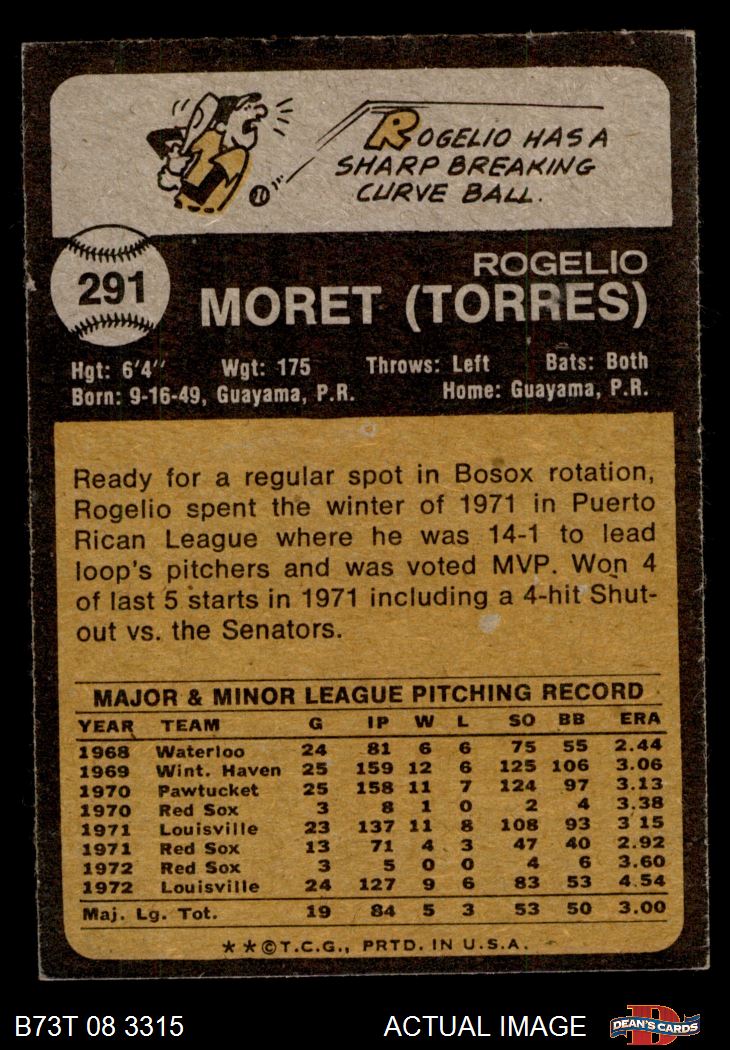 ROGELIO HAS A
SHARP BREAKING
CURVE BALL.
291
ROGELIO
MORET (TORRES)
Hgt: 6'4" Wgt: 175 Throws: Left Bats: Both
Born: 9-16-49, Guayama, P.R. Home: Guayama, P.R.
Ready for a regular spot in Bosox rotation,
Rogelio spent the winter of 1971 in Puerto
Rican League where he was 14-1 to lead
loop's pitchers and was voted MVP. Won 4
of last 5 starts in 1971 including a 4-hit Shut-
out vs. the Senators.
MAJOR & MINOR LEAGUE PITCHING RECORD
YEAR TEAM G IP W L SO BB ERA
1968 Waterloo 24 81 6 6 75 55 2.44
1969 Wint. Haven 25 159 12 6 125 106 3.06
1970 Pawtucket 25 158 11 7 124 97 3.13
1970 Red Sox 3 8 1 0 2 4 3.38
1971 Louisville 23 137 11 8 108 93 3 15
1971 Red Sox 13 71 4 3 47 40 2.92
1972 Red Sox 3 5 0 0 4 6 3.60
1972 Louisville 24 127 9 6 83 53 4.54
Maj. Lg. Tot. 19 84 5 3 53 50 3.00
★★©T.C.G., PRTD. IN U.S.A.
B73T 08 3315 ACTUAL IMAGE DEAN'S CARDS